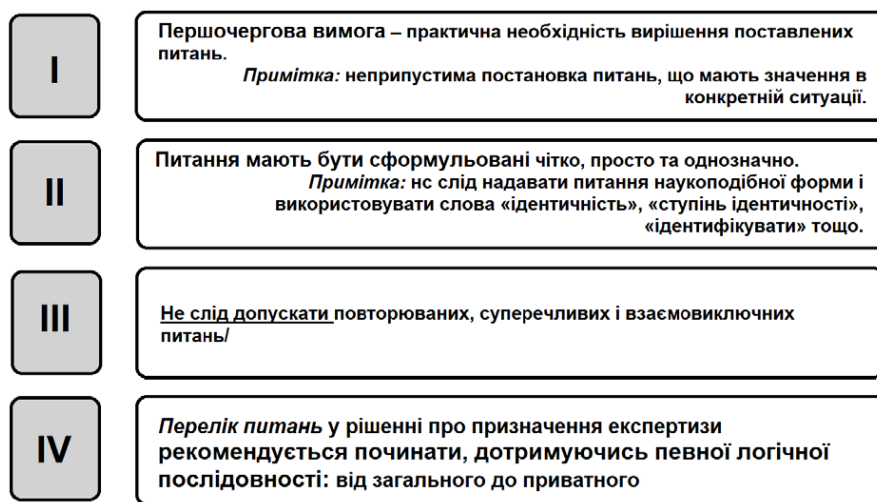 I
Першочергова вимога – практична необхідність вирішення поставлених
питань.
Примітка: неприпустима постановка питань, що мають значення в
конкретній ситуації.
II
Питання мають бути сформульовані чітко, просто та однозначно.
Примітка: нс слід надавати питання наукоподібної форми і
використовувати слова «ідентичність», «ступінь ідентичності»,
«ідентифікувати» тощо.
III
Не слід допускати повторюваних, суперечливих і взаємовиключних
питань/
IV
Перелік питань у рішенні про призначення експертизи
рекомендується починати, дотримуючись певної логічної
послідовності: від загального до приватного